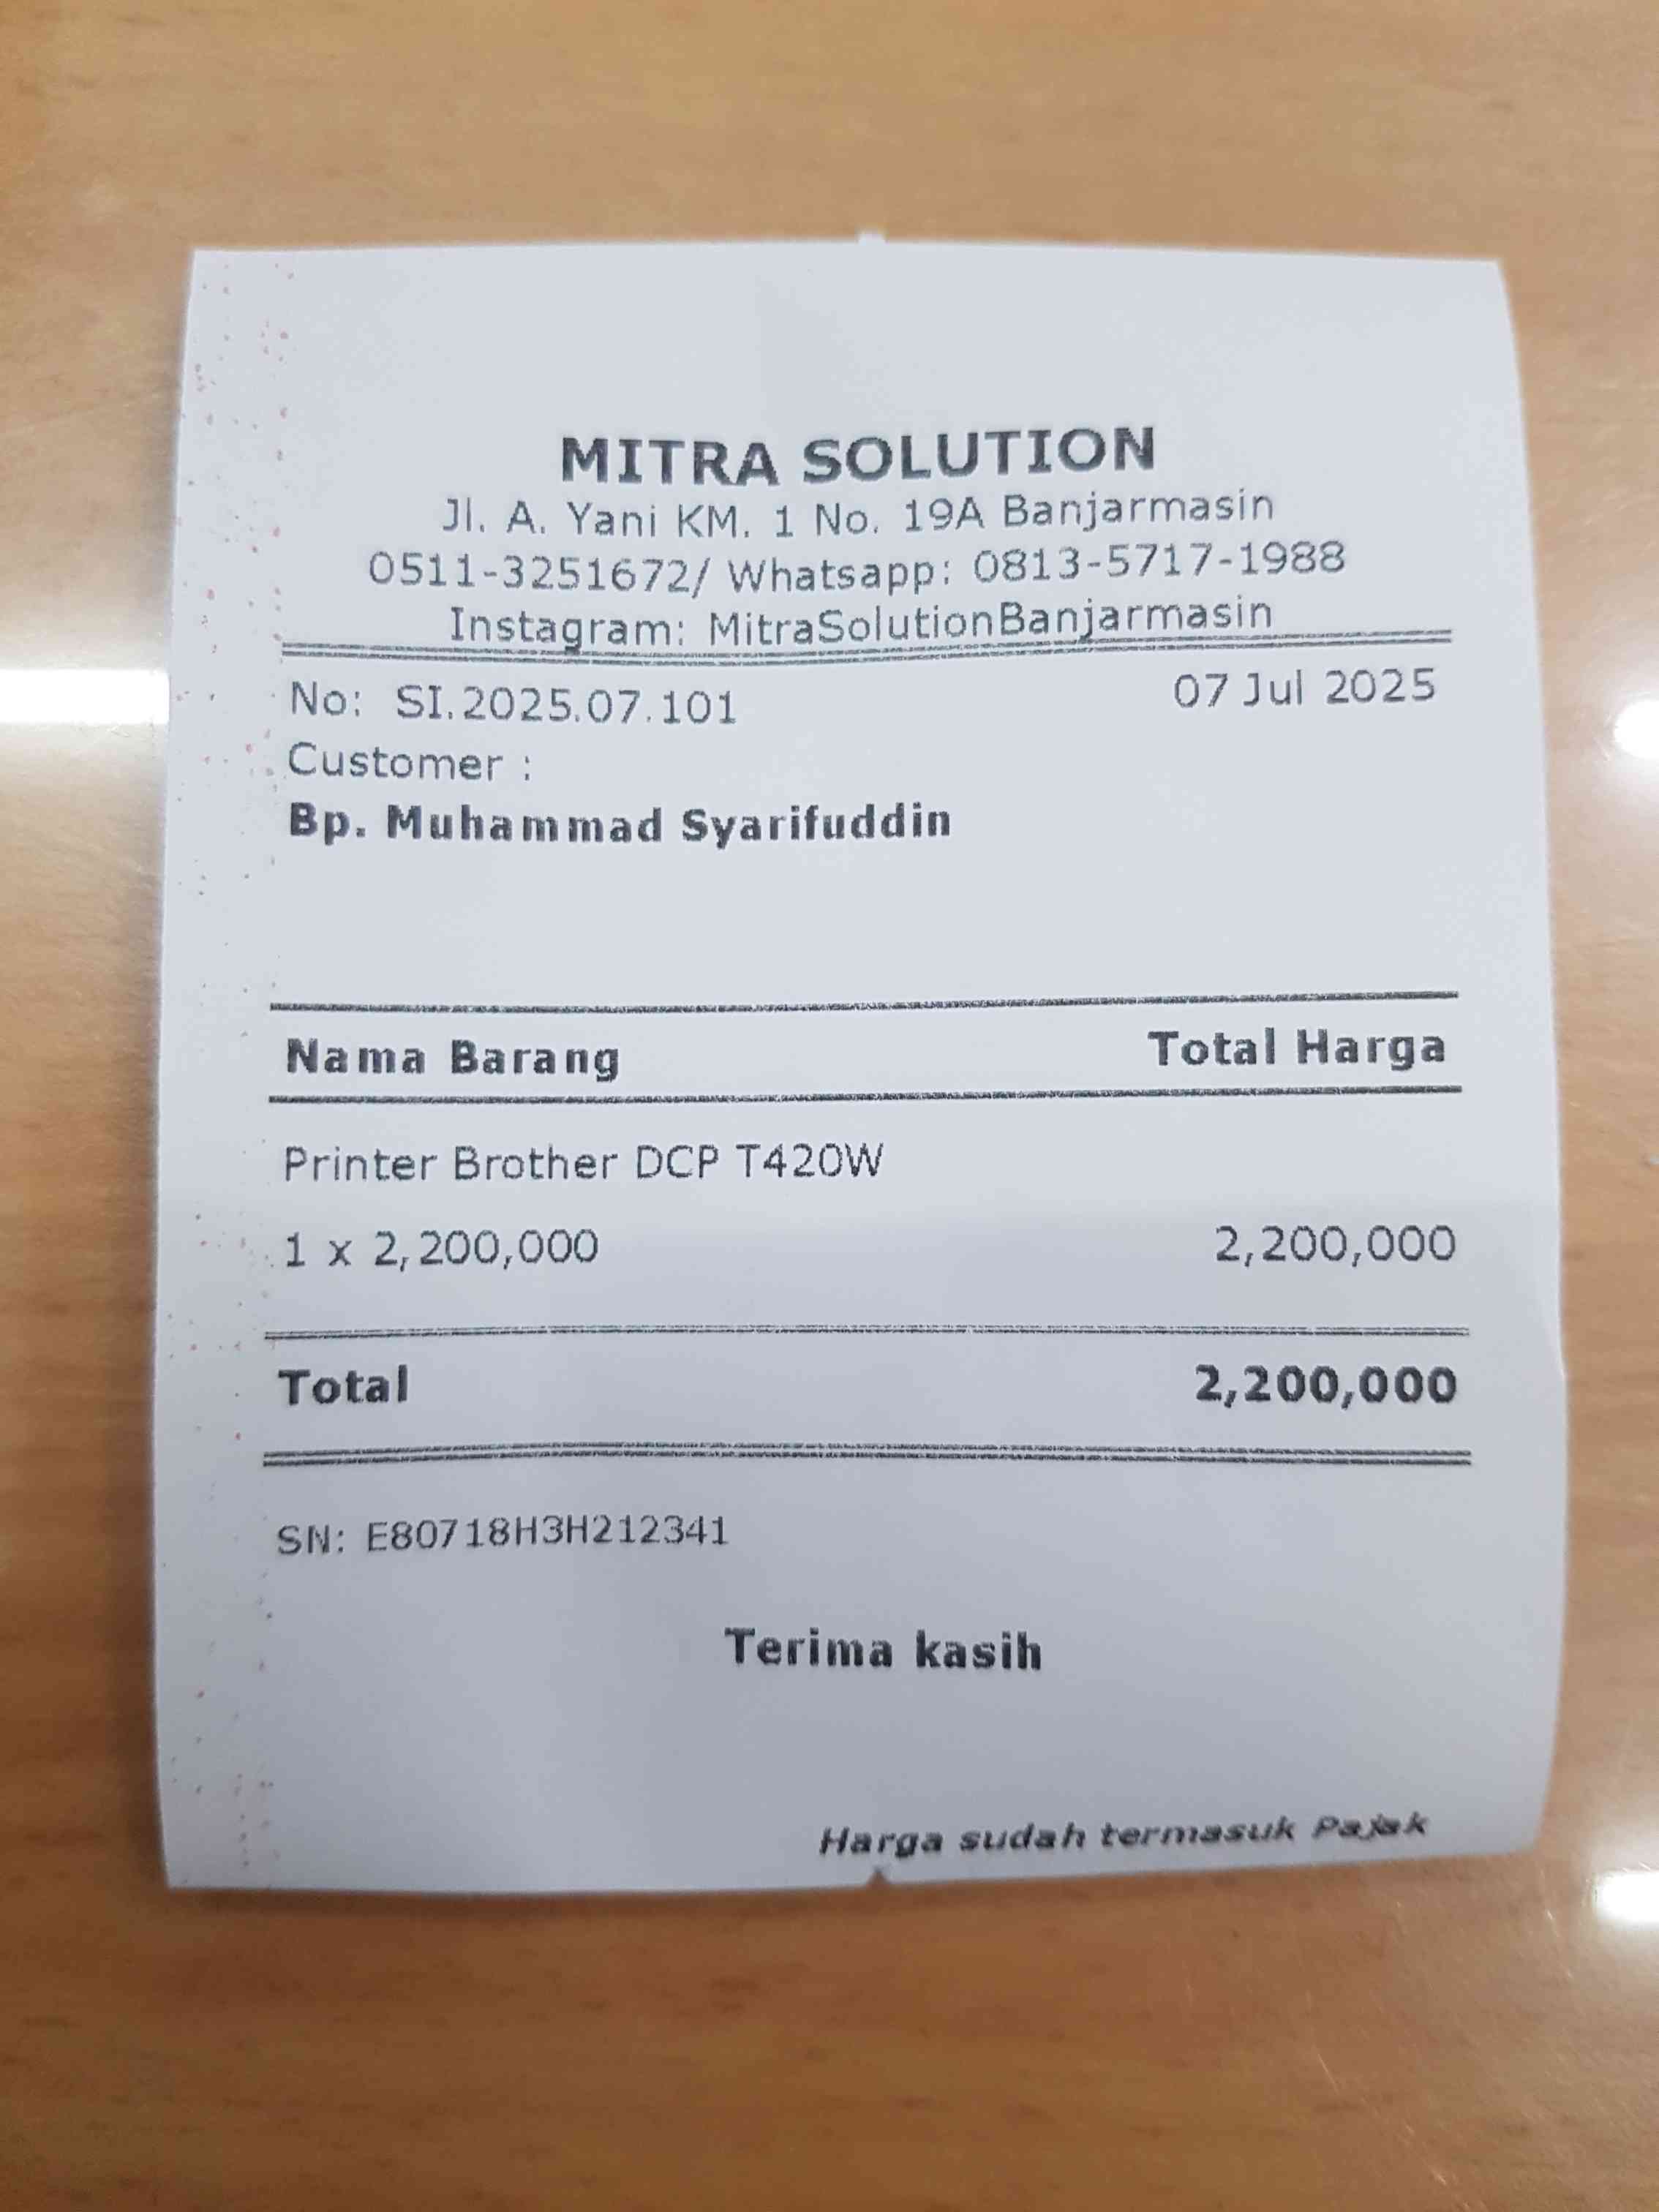 MITRA SOLUTION
Jl. A. Yani KM. 1 No. 19A Banjarmasin
0511-3251672/ Whatsapp: 0813-5717-1988
Instagram: MitraSolutionBanjarmasin
No: SI.2025.07.101 07 Jul 2025
Customer :
Bp. Muhammad Syarifuddin
Nama Barang Total Harga
Printer Brother DCP T420W
1 x 2,200,000 2,200,000
Total 2,200,000
SN: E80718H3H212341
Terima kasih
Harga sudah termasuk Pajak